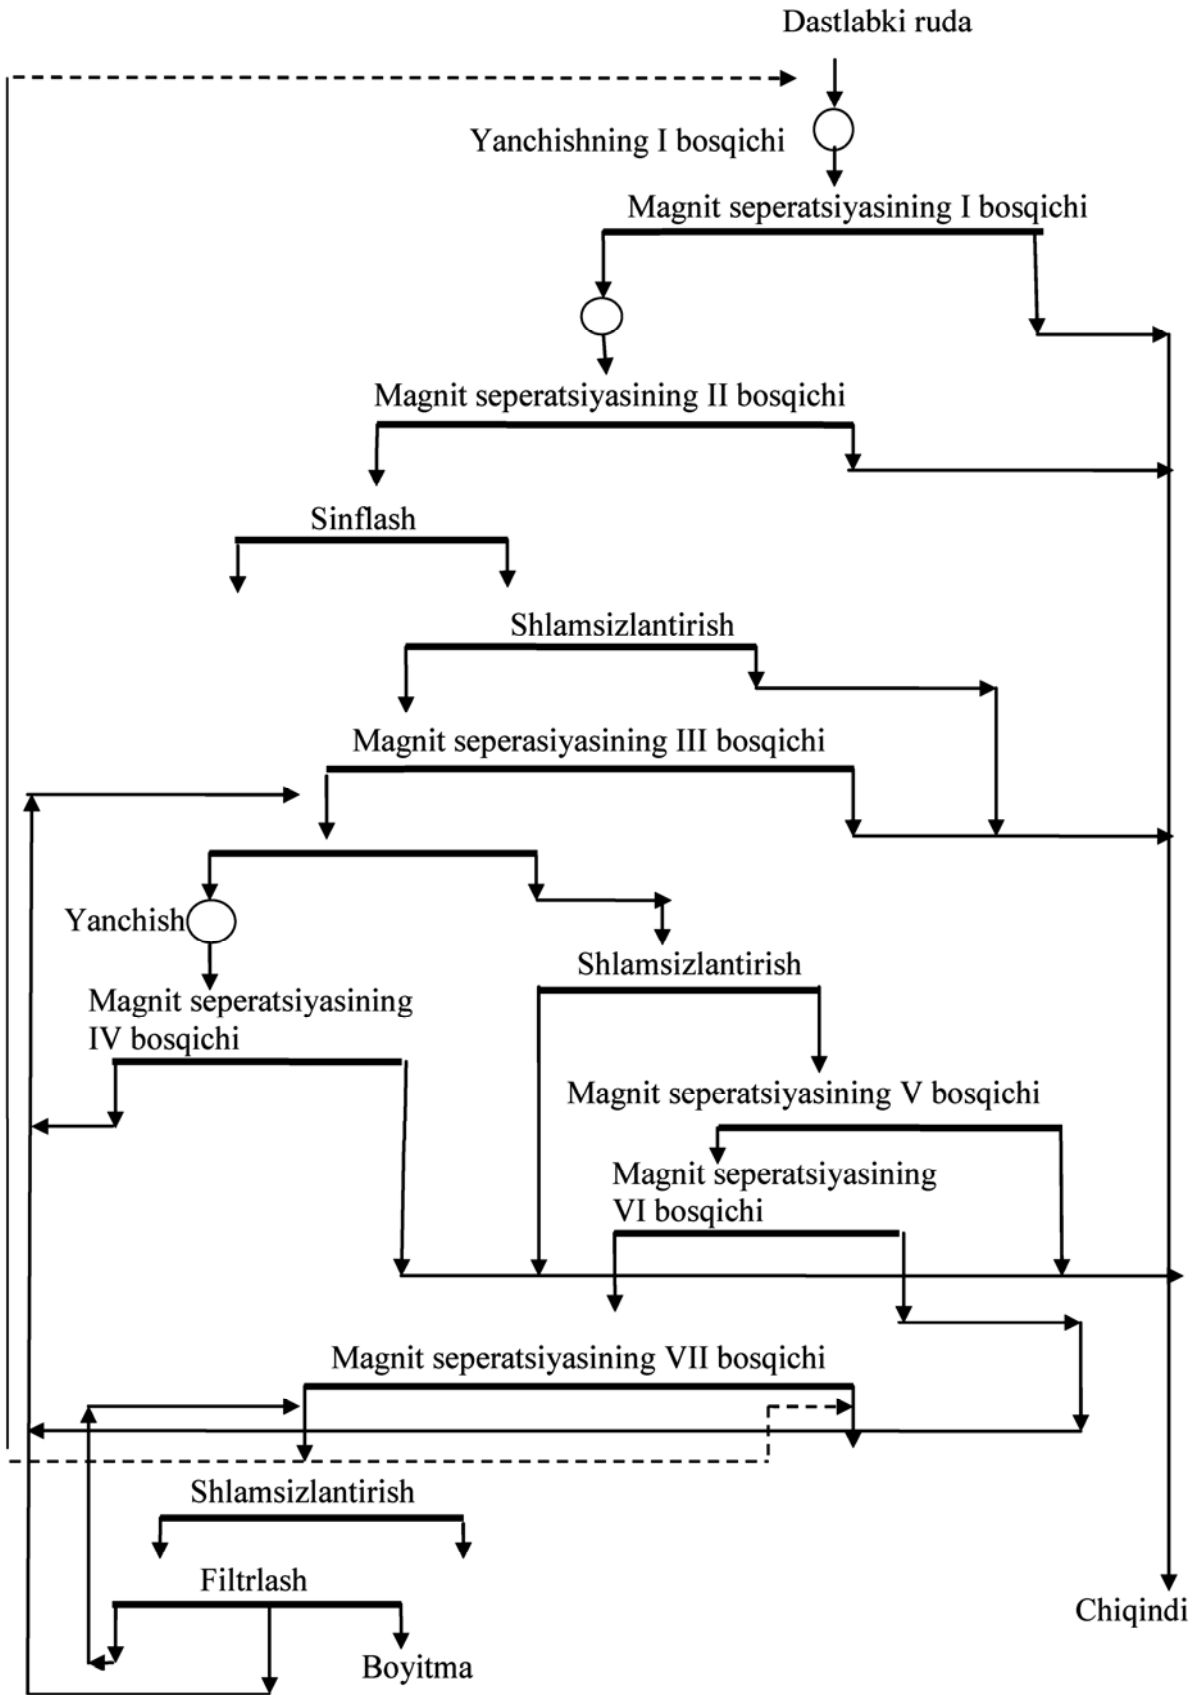 Dastlabki ruda
Yanchishning I bosqichi
Magnit seperatsiyasining I bosqichi
Magnit seperatsiyasining II bosqichi
Sinflash
Shlamsizlantirish
Magnit seperasiyasining III bosqichi
Yanchish
Shlamsizlantirish
Magnit seperatsiyasining
IV bosqichi
Magnit seperatsiyasining V bosqichi
Magnit seperatsiyasining
VI bosqichi
Magnit seperatsiyasining VII bosqichi
Shlamsizlantirish
Filtrlash
Chiqindi
Boyitma